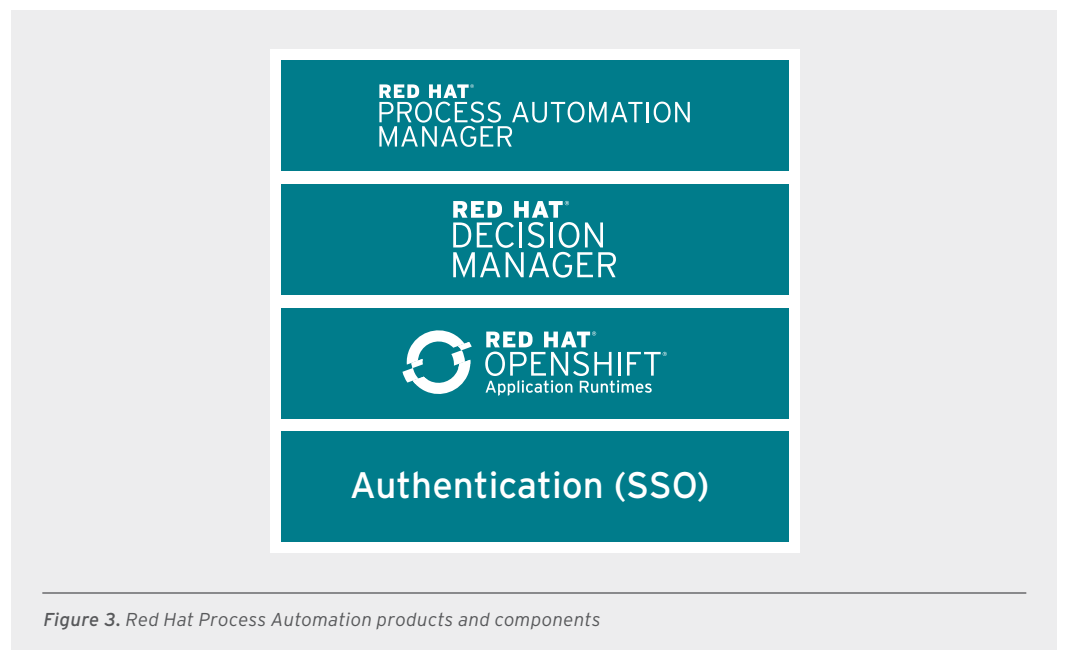 RED HAT®
PROCESS AUTOMATION
MANAGER
RED HAT®
DECISION
MANAGER
RED HAT®
OPENSHIFT®
Application Runtimes
Authentication (SSO)
Figure 3. Red Hat Process Automation products and components